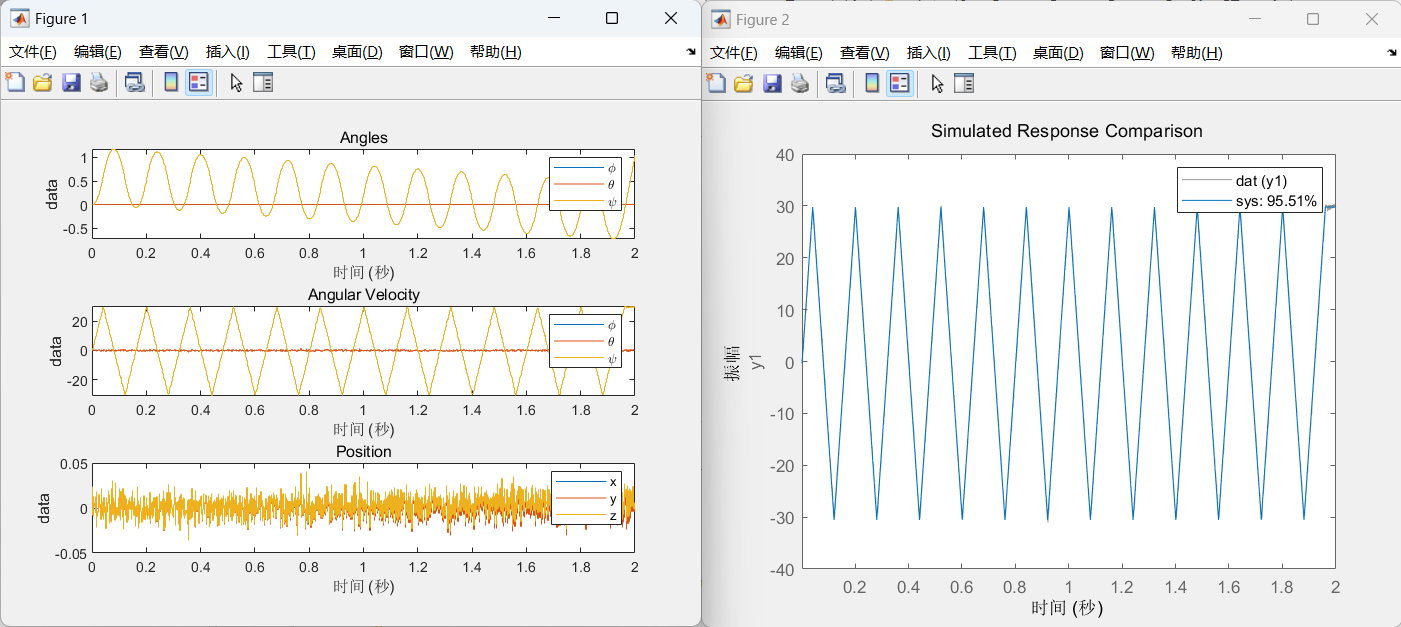 Figure 1
文件(F) 编辑(E) 查看(V) 插入(I) 工具(T) 桌面(D) 窗口(W) 帮助(H)
Angles
data
1
0.5
0
-0.5
ϕ
θ
ψ
0 0.2 0.4 0.6 0.8 1 1.2 1.4 1.6 1.8 2
时间 (秒)
Angular Velocity
data
20
0
-20
ϕ
θ
ψ
0 0.2 0.4 0.6 0.8 1 1.2 1.4 1.6 1.8 2
时间 (秒)
Position
data
0.05
0
-0.05
x
y
z
0 0.2 0.4 0.6 0.8 1 1.2 1.4 1.6 1.8 2
时间 (秒)
Figure 2
文件(F) 编辑(E) 查看(V) 插入(I) 工具(T) 桌面(D) 窗口(W) 帮助(H)
Simulated Response Comparison
振幅
y1
40
30
20
10
0
-10
-20
-30
-40
dat (y1)
sys: 95.51%
0.2 0.4 0.6 0.8 1 1.2 1.4 1.6 1.8 2
时间 (秒)